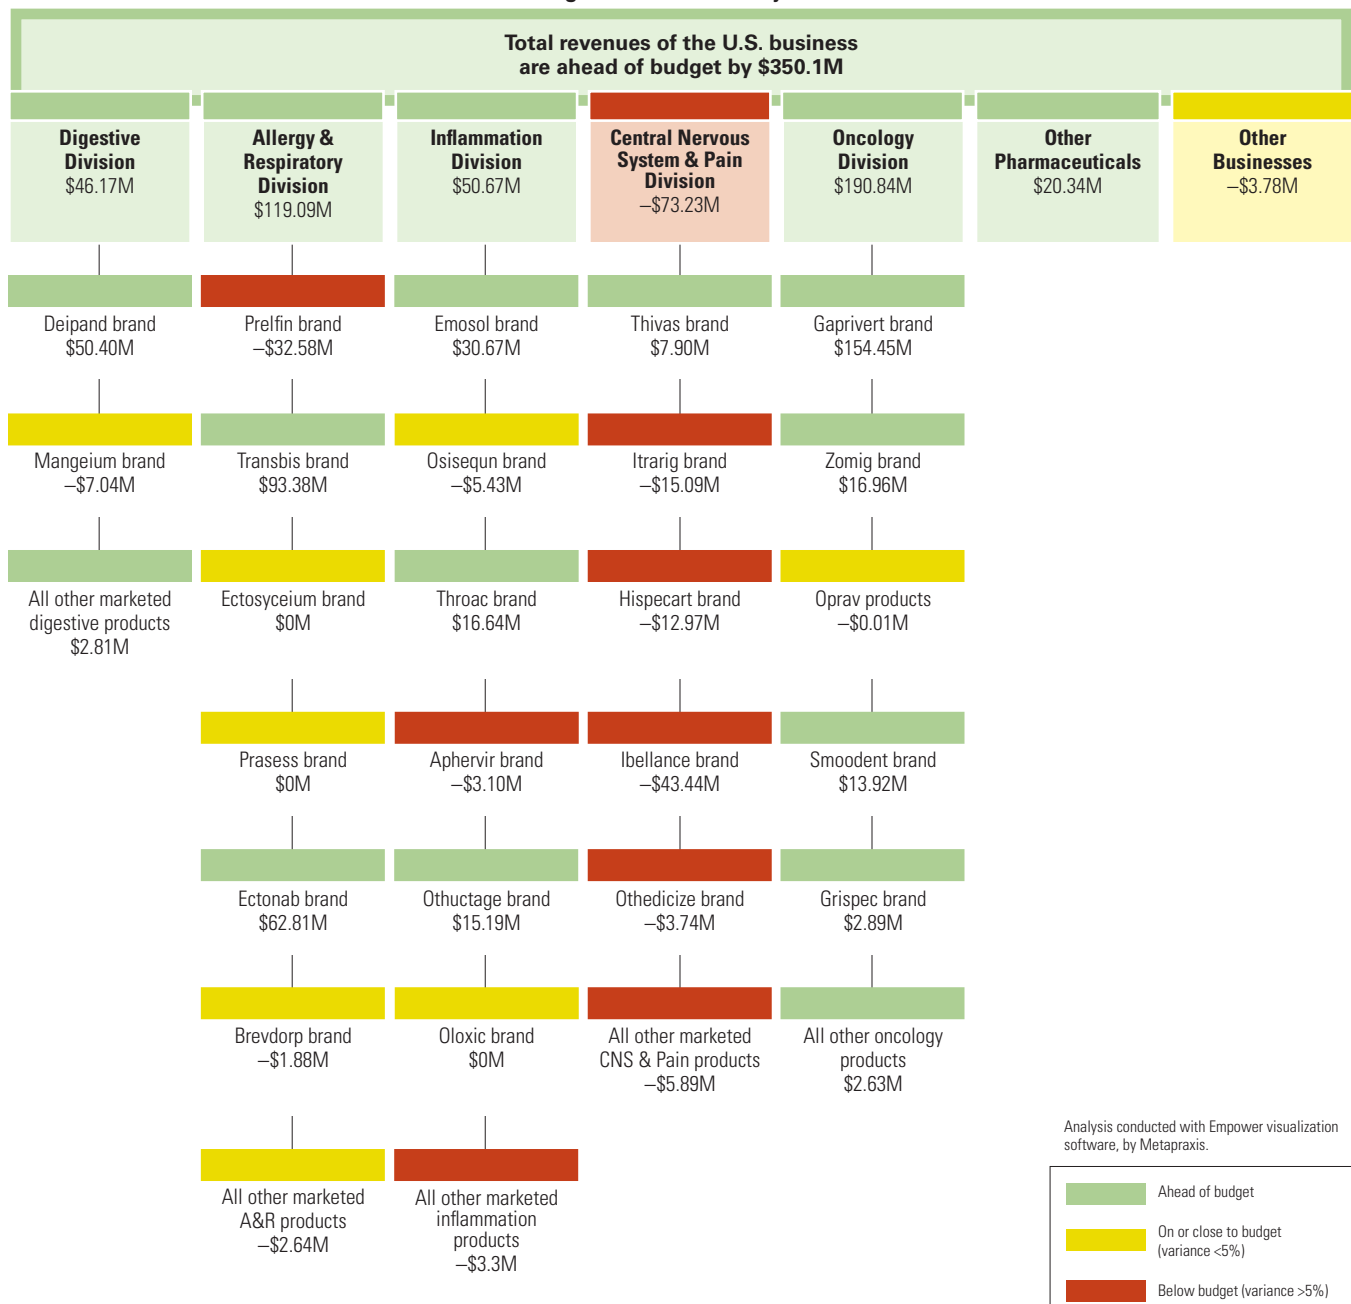 Total revenues of the U.S. business
are ahead of budget by $350.1M
Digestive
Division
$46.17M
Allergy &
Respiratory
Division
$119.09M
Inflammation
Division
$50.67M
Central Nervous
System & Pain
Division
–$73.23M
Oncology
Division
$190.84M
Other
Pharmaceuticals
$20.34M
Other
Businesses
–$3.78M
Deipand brand
$50.40M
Prelfin brand
–$32.58M
Emosol brand
$30.67M
Thivas brand
$7.90M
Gaprivert brand
$154.45M
Mangeium brand
–$7.04M
Transbis brand
$93.38M
Osisequn brand
–$5.43M
Itrarig brand
–$15.09M
Zomig brand
$16.96M
All other marketed
digestive products
$2.81M
Ectosyceium brand
$0M
Throac brand
$16.64M
Hispecart brand
–$12.97M
Oprav products
–$0.01M
Prasess brand
$0M
Aphervir brand
–$3.10M
Ibellance brand
–$43.44M
Smoodent brand
$13.92M
Ectonab brand
$62.81M
Othuctage brand
$15.19M
Othedicize brand
–$3.74M
Grispec brand
$2.89M
Brevdorp brand
–$1.88M
Oloxic brand
$0M
All other marketed
CNS & Pain products
–$5.89M
All other oncology
products
$2.63M
All other marketed
A&R products
–$2.64M
All other marketed
inflammation
products
–$3.3M
Analysis conducted with Empower visualization
software, by Metapraxis.
Ahead of budget
On or close to budget
(variance <5%)
Below budget (variance >5%)